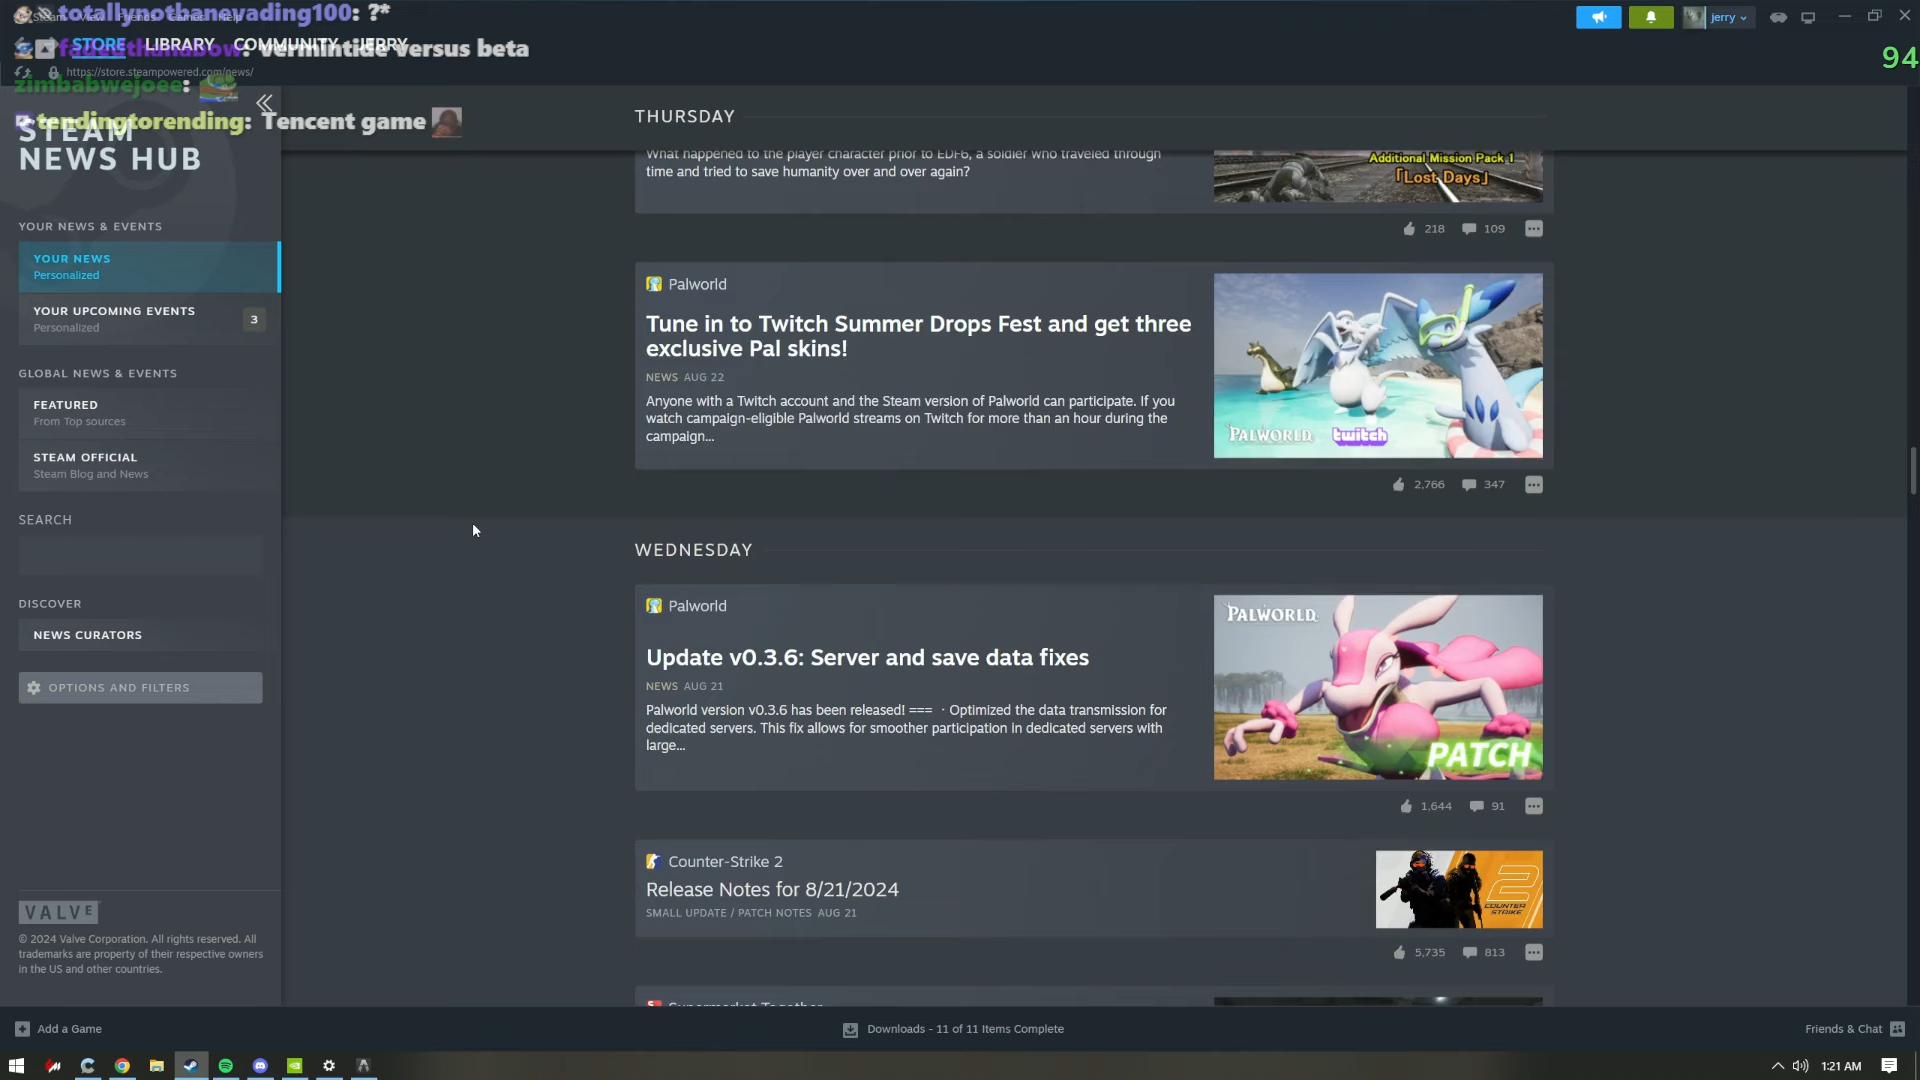 totallynotbanevading100: ?*
: vermintide versus beta
STORE
LIBRARY
COMMUNITY
JERRY
https://store.steampowered.com/news/
zimbabwejoee:
tendingtorending: Tencent game
jerry
94
STEAM
NEWS HUB
YOUR NEWS & EVENTS
YOUR NEWS
Personalized
YOUR UPCOMING EVENTS
Personalized
3
GLOBAL NEWS & EVENTS
FEATURED
From Top sources
STEAM OFFICIAL
Steam Blog and News
SEARCH
DISCOVER
NEWS CURATORS
OPTIONS AND FILTERS
VALVE
© 2024 Valve Corporation. All rights reserved. All
trademarks are property of their respective owners
in the US and other countries.
THURSDAY
What happened to the player character prior to EDF6, a soldier who traveled through
time and tried to save humanity over and over again?
Additional Mission Pack 1
「Lost Days」
218
109
Palworld
Tune in to Twitch Summer Drops Fest and get three
exclusive Pal skins!
NEWS AUG 22
Anyone with a Twitch account and the Steam version of Palworld can participate. If you
watch campaign-eligible Palworld streams on Twitch for more than an hour during the
campaign...
PALWORLD
twitch
2,766
347
WEDNESDAY
Palworld
Update v0.3.6: Server and save data fixes
NEWS AUG 21
Palworld version v0.3.6 has been released! === · Optimized the data transmission for
dedicated servers. This fix allows for smoother participation in dedicated servers with
large...
PALWORLD
PATCH
1,644
91
Counter-Strike 2
Release Notes for 8/21/2024
SMALL UPDATE / PATCH NOTES AUG 21
2
COUNTER
STRIKE
5,735
813
Supermarket Together
Add a Game
Downloads - 11 of 11 Items Complete
Friends & Chat
1:21 AM